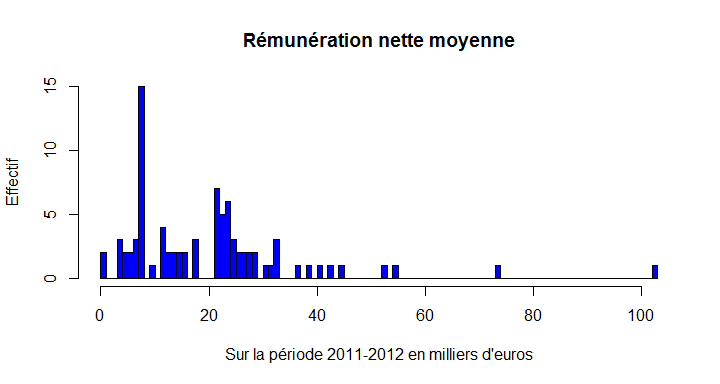 Rémunération nette moyenne
Effectif
15
10
5
0
0 20 40 60 80 100
Sur la période 2011-2012 en milliers d'euros